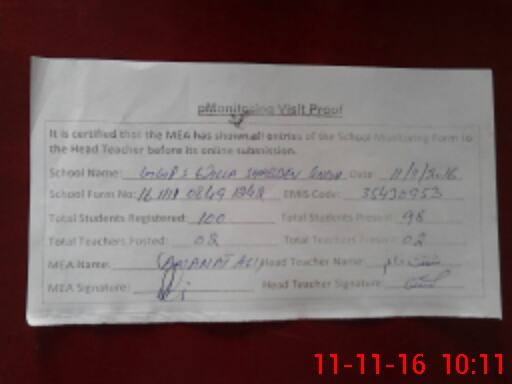 pMonitoring Visit Proof
It is certified that the MEA has shown all entries of the School Monitoring Form to
the Head Teacher before its online submission.
School Name: Date: 11/11/2016
School Form No: EMIS Code: 35430953
Total Students Registered: 100 Total Students Present: 98
Total Teachers Posted: 02 Total Teachers Present: 02
MEA Name: AMANAT ALI Head Teacher Name:
MEA Signature: Head Teacher Signature:
11-11-16 10:11